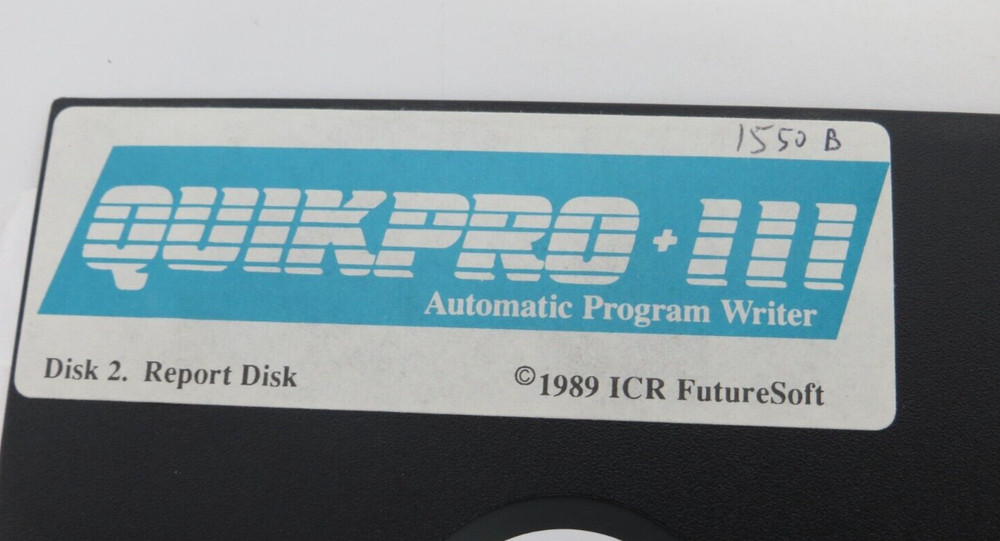 1550 B
QUIKPRO + III
Automatic Program Writer
Disk 2. Report Disk
©1989 ICR FutureSoft